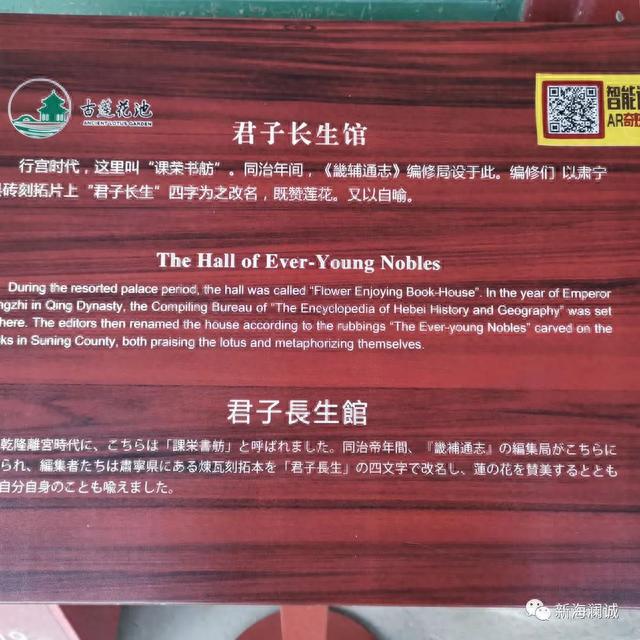 古莲花池
ANCIENT LOTUS GARDEN
智能
AR奇
君子长生馆
行宫时代，这里叫“课荣书舫”。同治年间，《畿辅通志》编修局设于此。编修们 以肃宁
砖刻拓片上“君子长生”四字为之改名，既赞莲花。又以自喻。
The Hall of Ever-Young Nobles
During the resorted palace period, the hall was called “Flower Enjoying Book-House”. In the year of Emperor
ngzhi in Qing Dynasty, the Compiling Bureau of “The Encyclopedia of Hebei History and Geography” was set
here. The editors then renamed the house according to the rubbings “The Ever-young Nobles” carved on the
cks in Suning County, both praising the lotus and metaphorizing themselves.
君子長生館
乾隆離宮時代に、こちらは「課栄書舫」と呼ばれました。同治帝年間、『畿補通志』の編集局がこちらに
られ、編集者たちは肅寧県にある煉瓦刻拓本を「君子長生」の四文字で改名し、蓮の花を賛美するととも
自分自身のことも喩えました。
新海澜诚